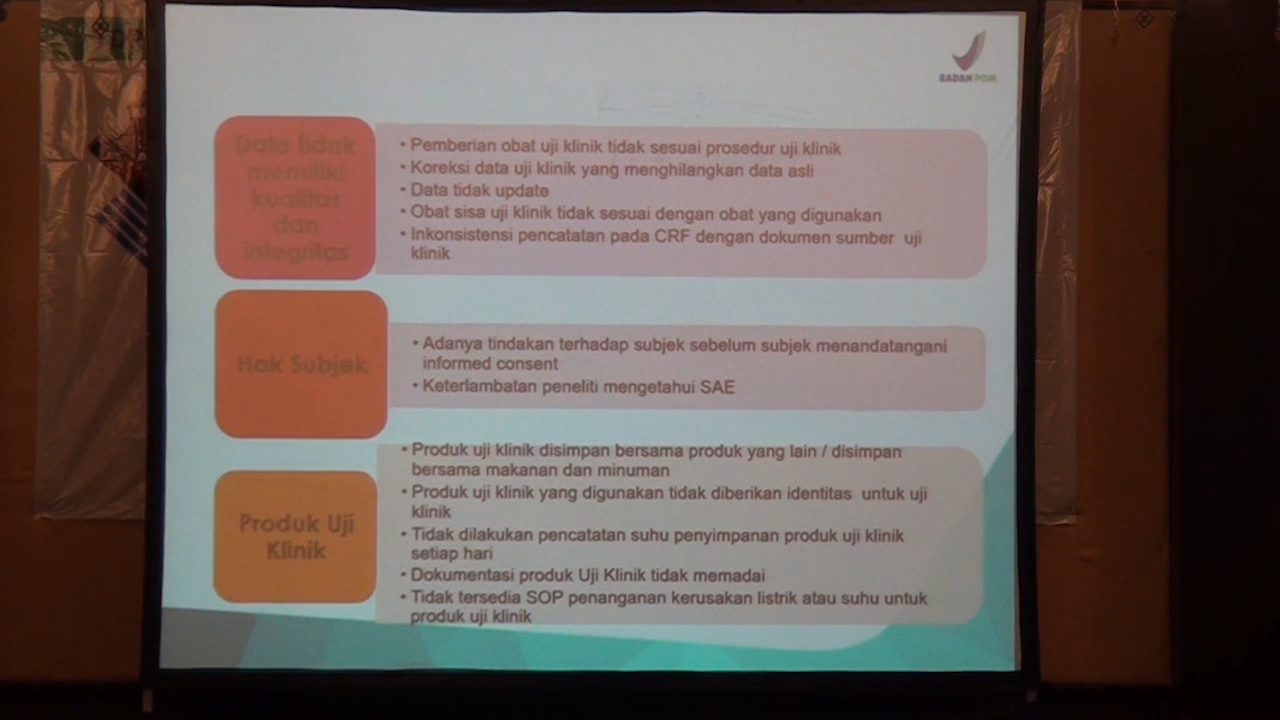 BADAN POM
Data tidak
memiliki
kualitas
dan
integritas
• Pemberian obat uji klinik tidak sesuai prosedur uji klinik
• Koreksi data uji klinik yang menghilangkan data asli
• Data tidak update
• Obat sisa uji klinik tidak sesuai dengan obat yang digunakan
• Inkonsistensi pencatatan pada CRF dengan dokumen sumber uji
klinik
Hak Subjek
• Adanya tindakan terhadap subjek sebelum subjek menandatangani
informed consent
• Keterlambatan peneliti mengetahui SAE
Produk Uji
Klinik
• Produk uji klinik disimpan bersama produk yang lain / disimpan
bersama makanan dan minuman
• Produk uji klinik yang digunakan tidak diberikan identitas untuk uji
klinik
• Tidak dilakukan pencatatan suhu penyimpanan produk uji klinik
setiap hari
• Dokumentasi produk Uji Klinik tidak memadai
• Tidak tersedia SOP penanganan kerusakan listrik atau suhu untuk
produk uji klinik